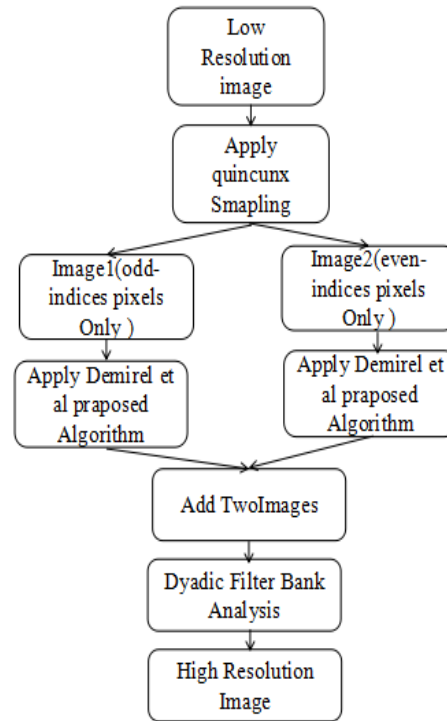 Low
Resolution
image
Apply
quincunx
Smapling
Image1(odd-
indices pixels
Only )
Image2(even-
indices pixels
Only )
Apply Demirel et
al praposed
Algorithm
Apply Demirel et
al praposed
Algorithm
Add TwoImages
Dyadic Filter Bank
Analysis
High Resolution
Image